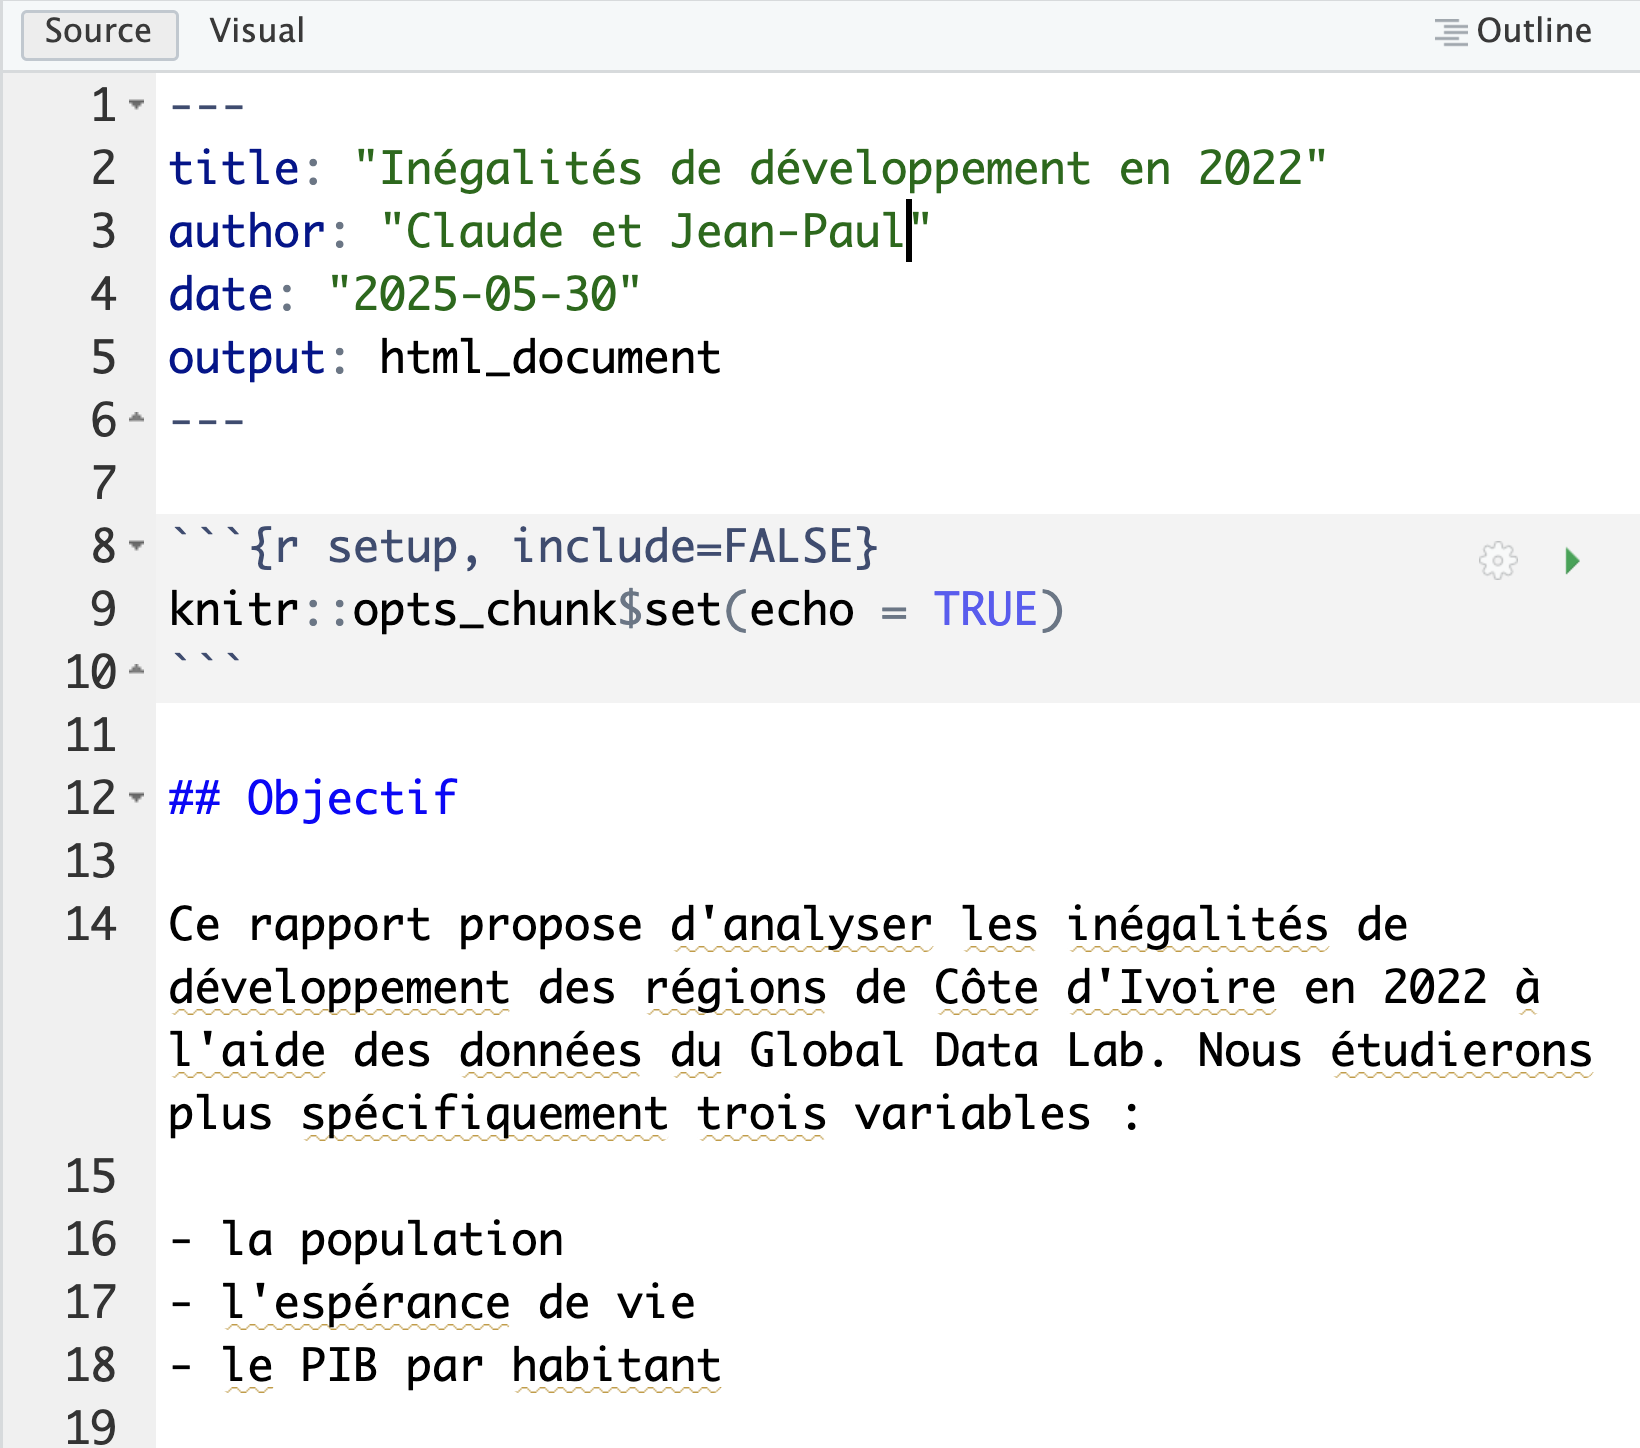 Source Visual Outline
1 ---
2 title: "Inégalités de développement en 2022"
3 author: "Claude et Jean-Paul"
4 date: "2025-05-30"
5 output: html_document
6 ---
7
8 ```{r setup, include=FALSE}
9 knitr::opts_chunk$set(echo = TRUE)
10 ```
11
12 ## Objectif
13
14 Ce rapport propose d'analyser les inégalités de
développement des régions de Côte d'Ivoire en 2022 à
l'aide des données du Global Data Lab. Nous étudierons
plus spécifiquement trois variables :
15
16 - la population
17 - l'espérance de vie
18 - le PIB par habitant
19